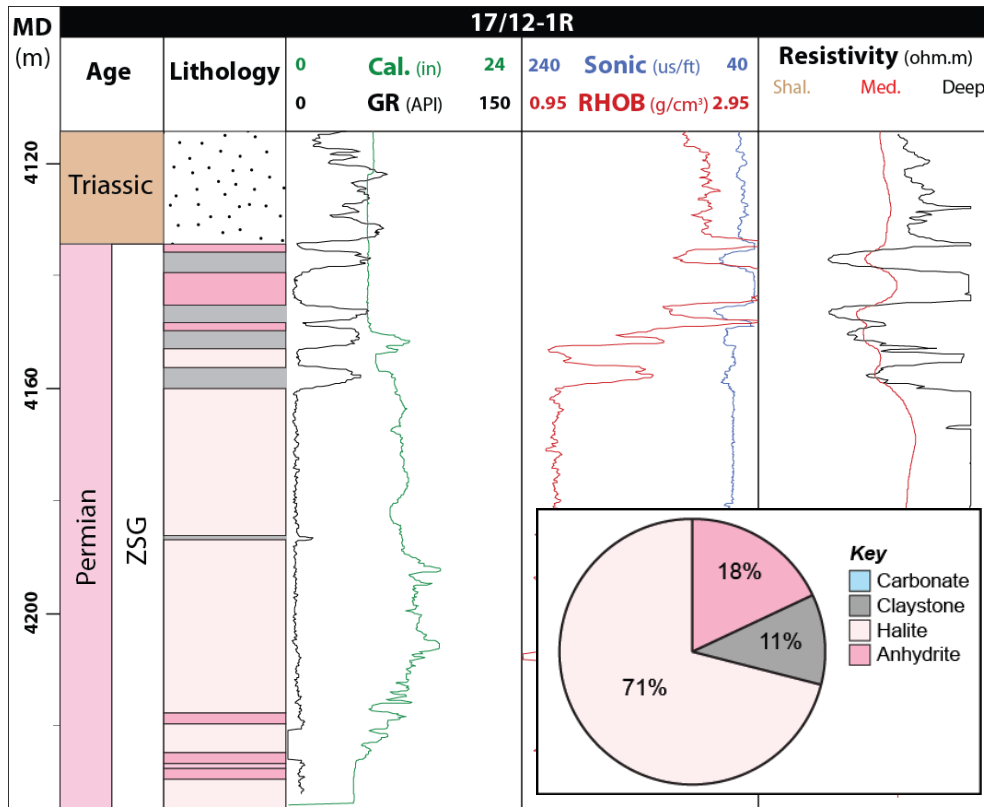 17/12-1R
MD
(m)
Age
Lithology
0 Cal. (in) 24
0 GR (API) 150
240 Sonic (us/ft) 40
0.95 RHOB (g/cm³) 2.95
Resistivity (ohm.m)
Shal. Med. Deep
4120
4160
4200
Triassic
Permian
ZSG
18%
11%
71%
Key
Carbonate
Claystone
Halite
Anhydrite